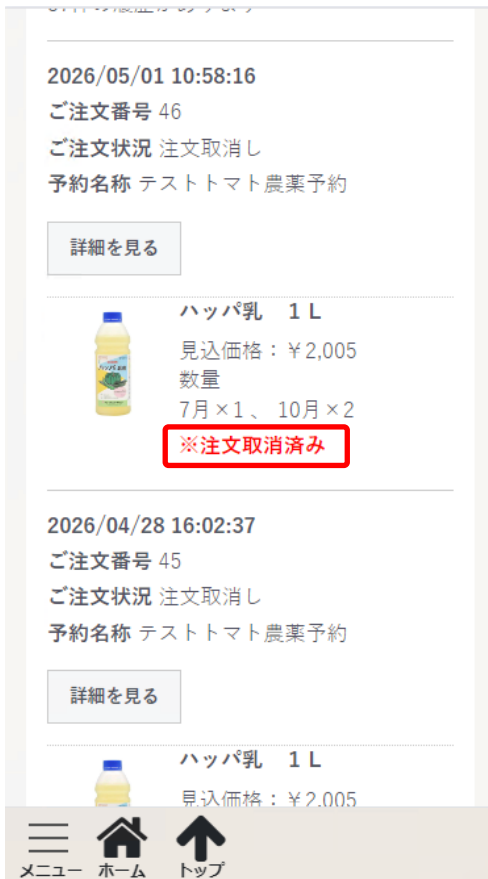 2026/05/01 10:58:16
ご注文番号 46
ご注文状況 注文取消し
予約名称 テストトマト農薬予約
詳細を見る
ハッパ乳　１Ｌ
見込価格：￥2,005
数量
7月×1、 10月×2
※注文取消済み
2026/04/28 16:02:37
ご注文番号 45
ご注文状況 注文取消し
予約名称 テストトマト農薬予約
詳細を見る
ハッパ乳　１Ｌ
見込価格：￥2,005
メニュー ホーム トップ